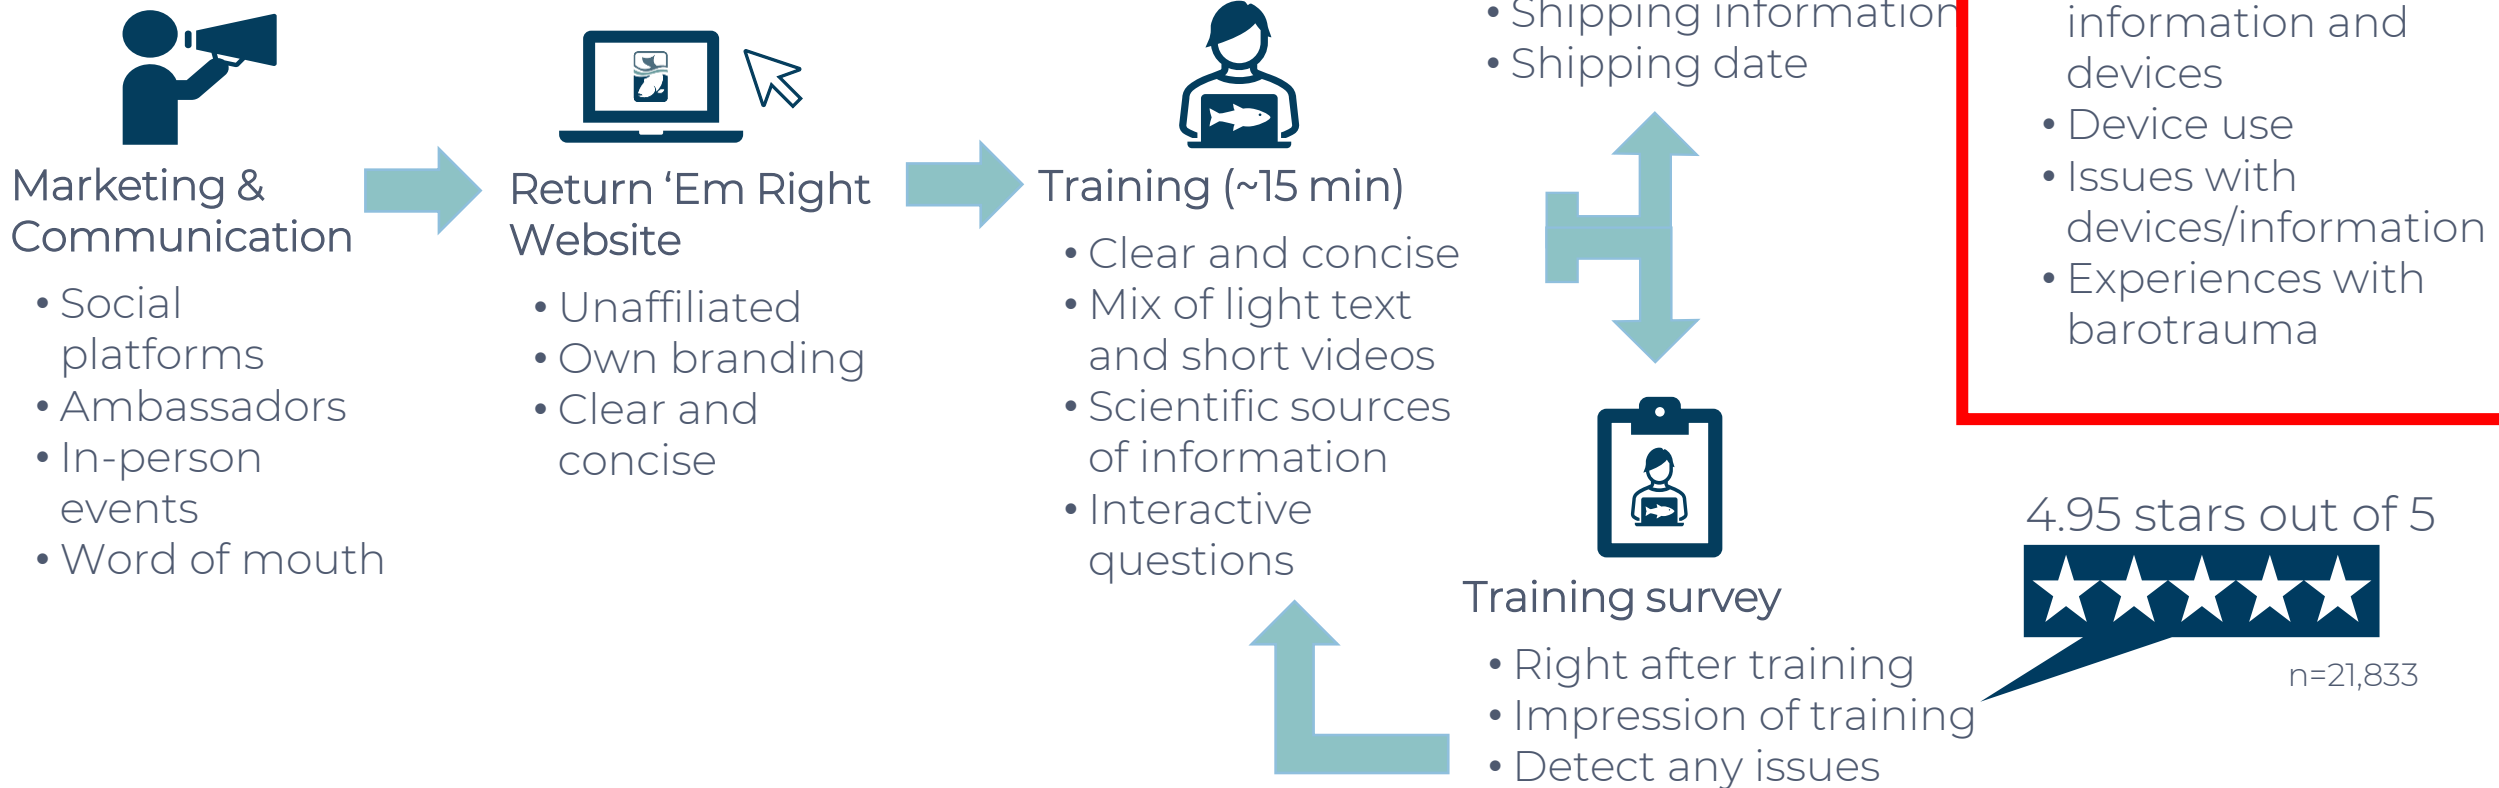 Marketing &
Communication
• Social
platforms
• Ambassadors
• In-person
events
• Word of mouth
Return ‘Em Right
Website
• Unaffiliated
• Own branding
• Clear and
concise
Training (~15 min)
• Clear and concise
• Mix of light text
and short videos
• Scientific sources
of information
• Interactive
questions
• Shipping information
• Shipping date
Training survey
• Right after training
• Impression of training
• Detect any issues
information and
devices
• Device use
• Issues with
devices/information
• Experiences with
barotrauma
4.95 stars out of 5
n=21,833